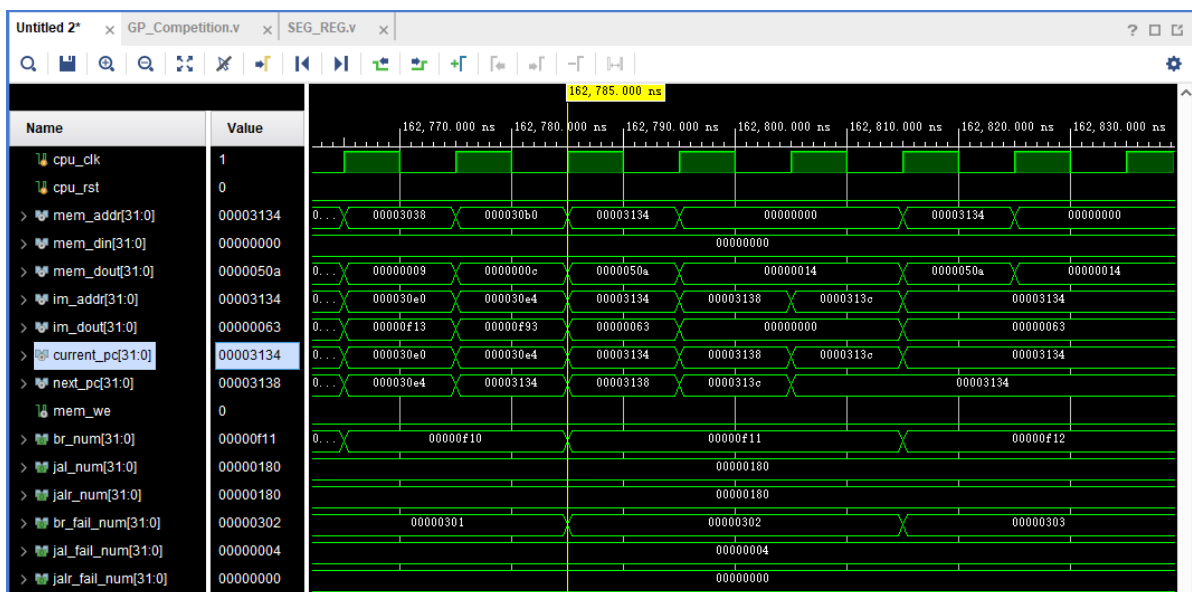 Untitled 2* × GP_Competition.v × SEG_REG.v × ?
162,785.000 ns
Name Value 162,770.000 ns 162,780.000 ns 162,790.000 ns 162,800.000 ns 162,810.000 ns 162,820.000 ns 162,830.000 ns
cpu_clk 1
cpu_rst 0
mem_addr[31:0] 00003134 0... 00003038 000030b0 00003134 00000000 00003134 00000000
mem_din[31:0] 00000000 00000000
mem_dout[31:0] 0000050a 0... 00000009 0000000c 0000050a 00000014 0000050a 00000014
im_addr[31:0] 00003134 0... 000030e0 000030e4 00003134 00003138 0000313c 00003134
im_dout[31:0] 00000063 0... 00000f13 00000f93 00000063 00000000 00000063
current_pc[31:0] 00003134 0... 000030e0 000030e4 00003134 00003138 0000313c 00003134
next_pc[31:0] 00003138 0... 000030e4 00003134 00003138 0000313c 00003134
mem_we 0
br_num[31:0] 00000f11 0... 00000f10 00000f11 00000f12
jal_num[31:0] 00000180 00000180
jalr_num[31:0] 00000180 00000180
br_fail_num[31:0] 00000302 00000301 00000302 00000303
jal_fail_num[31:0] 00000004 00000004
jalr_fail_num[31:0] 00000000 00000000